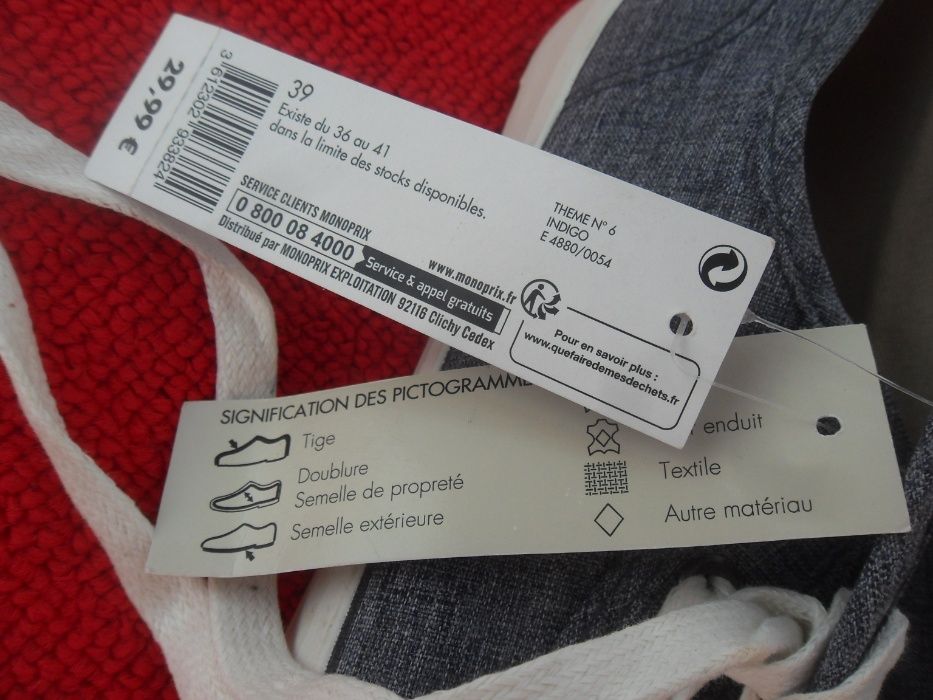 29,99 €
3 612302 933824
39
Existe du 36 au 41
dans la limite des stocks disponibles.
THEME N° 6
INDIGO
E 4880/0054
SERVICE CLIENTS MONOPRIX
0 800 08 4000 Service & appel gratuits
www.monoprix.fr
Distribué par MONOPRIX EXPLOITATION 92116 Clichy Cedex
Pour en savoir plus :
www.quefairedemesdechets.fr
SIGNIFICATION DES PICTOGRAMME
Tige
Doublure
Semelle de propreté
Semelle extérieure
enduit
Textile
Autre matériau